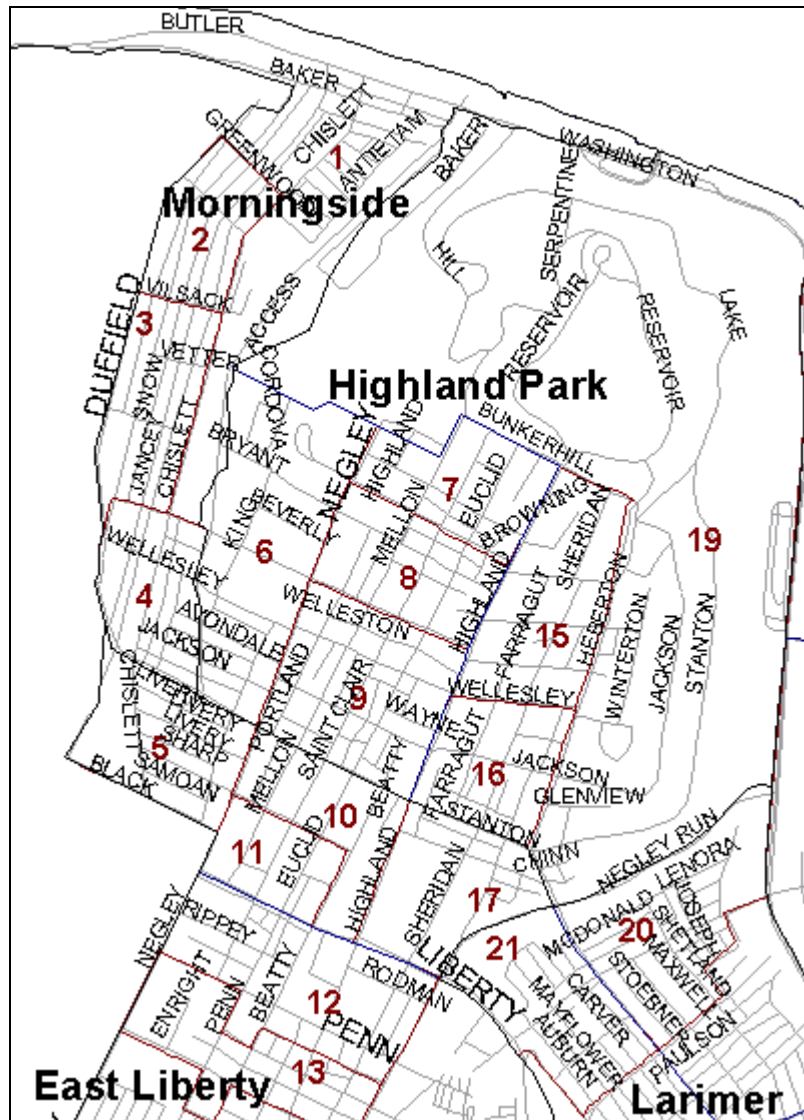 BUTLER
BAKER
CHISLETT
GREENWOOD
1
ANTIETAM
BAKER
WASHINGTON
SERPENTINE
Morningside
2
HILL
RESERVOIR
RESERVOIR
LAKE
VILSACK
3
DUFFIELD
ACCESS
VETTER
SNOW
CORDOVA
Highland Park
NEGLEY
HIGHLAND
BUNKERHILL
JANCEY
CHISLETT
BRYANT
MELLON
7
EUCLID
BROWNING
SHERIDAN
KING
BEVERLY
6
8
HIGHLAND
19
WELLESLEY
4
WELLESTON
FARRAGUT
15
HEBERTON
WINTERTON
JACKSON
STANTON
AVONDALE
JACKSON
PORTLAND
SAINT CLAIR
9
WAYNE
WELLESLEY
CHISLETT
LIVERY
SHARP
5
SAMOAN
BLACK
MELLON
BEATTY
FARRAGUT
16
JACKSON
GLENVIEW
STANTON
10
11
EUCLID
HIGHLAND
SHERIDAN
CHINN
NEGLEY RUN
17
MCDONALD
LENORA
JOSEPH
SHETLAND
20
MAXWELL
NEGLEY
RIPPEY
BEATTY
RODMAN
S
LIBERTY
21
CARVER
STOEBNER
PAULSON
ENRIGHT
PENN
12
PENN
MAYFLOWER
AUBURN
13
East Liberty
Larimer